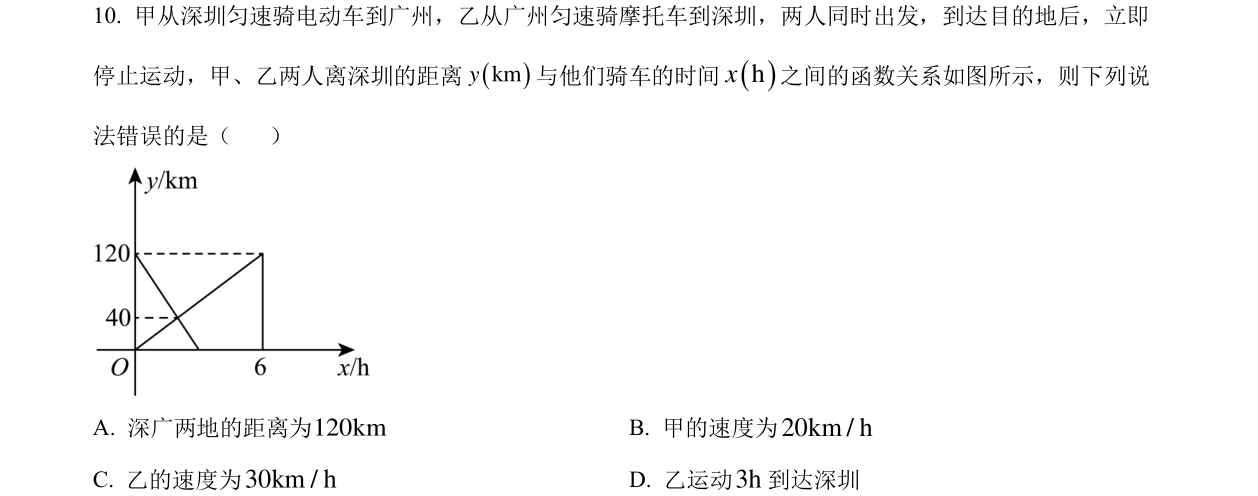 10. 甲从深圳匀速骑电动车到广州，乙从广州匀速骑摩托车到深圳，两人同时出发，到达目的地后，立即
停止运动，甲、乙两人离深圳的距离 y(km) 与他们骑车的时间 x(h) 之间的函数关系如图所示，则下列说
法错误的是（　　）
y/km
120
40
O
6
x/h
A. 深广两地的距离为120km
B. 甲的速度为20km / h
C. 乙的速度为30km / h
D. 乙运动3h 到达深圳